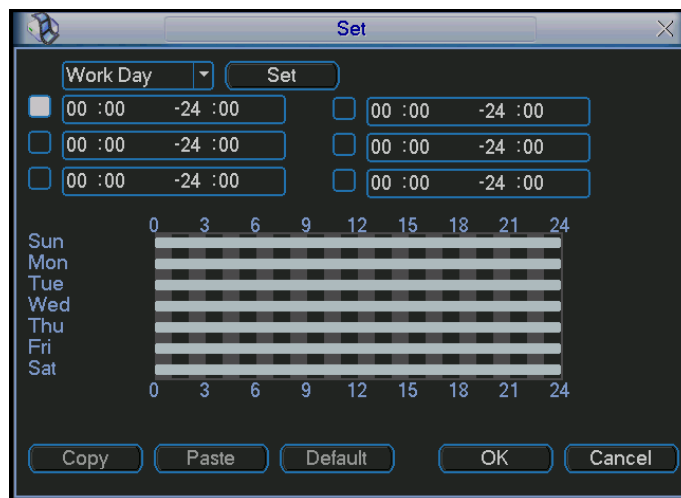 Set
Work Day Set
00 :00 -24 :00 00 :00 -24 :00
00 :00 -24 :00 00 :00 -24 :00
00 :00 -24 :00 00 :00 -24 :00
0 3 6 9 12 15 18 21 24
Sun
Mon
Tue
Wed
Thu
Fri
Sat
0 3 6 9 12 15 18 21 24
Copy Paste Default OK Cancel